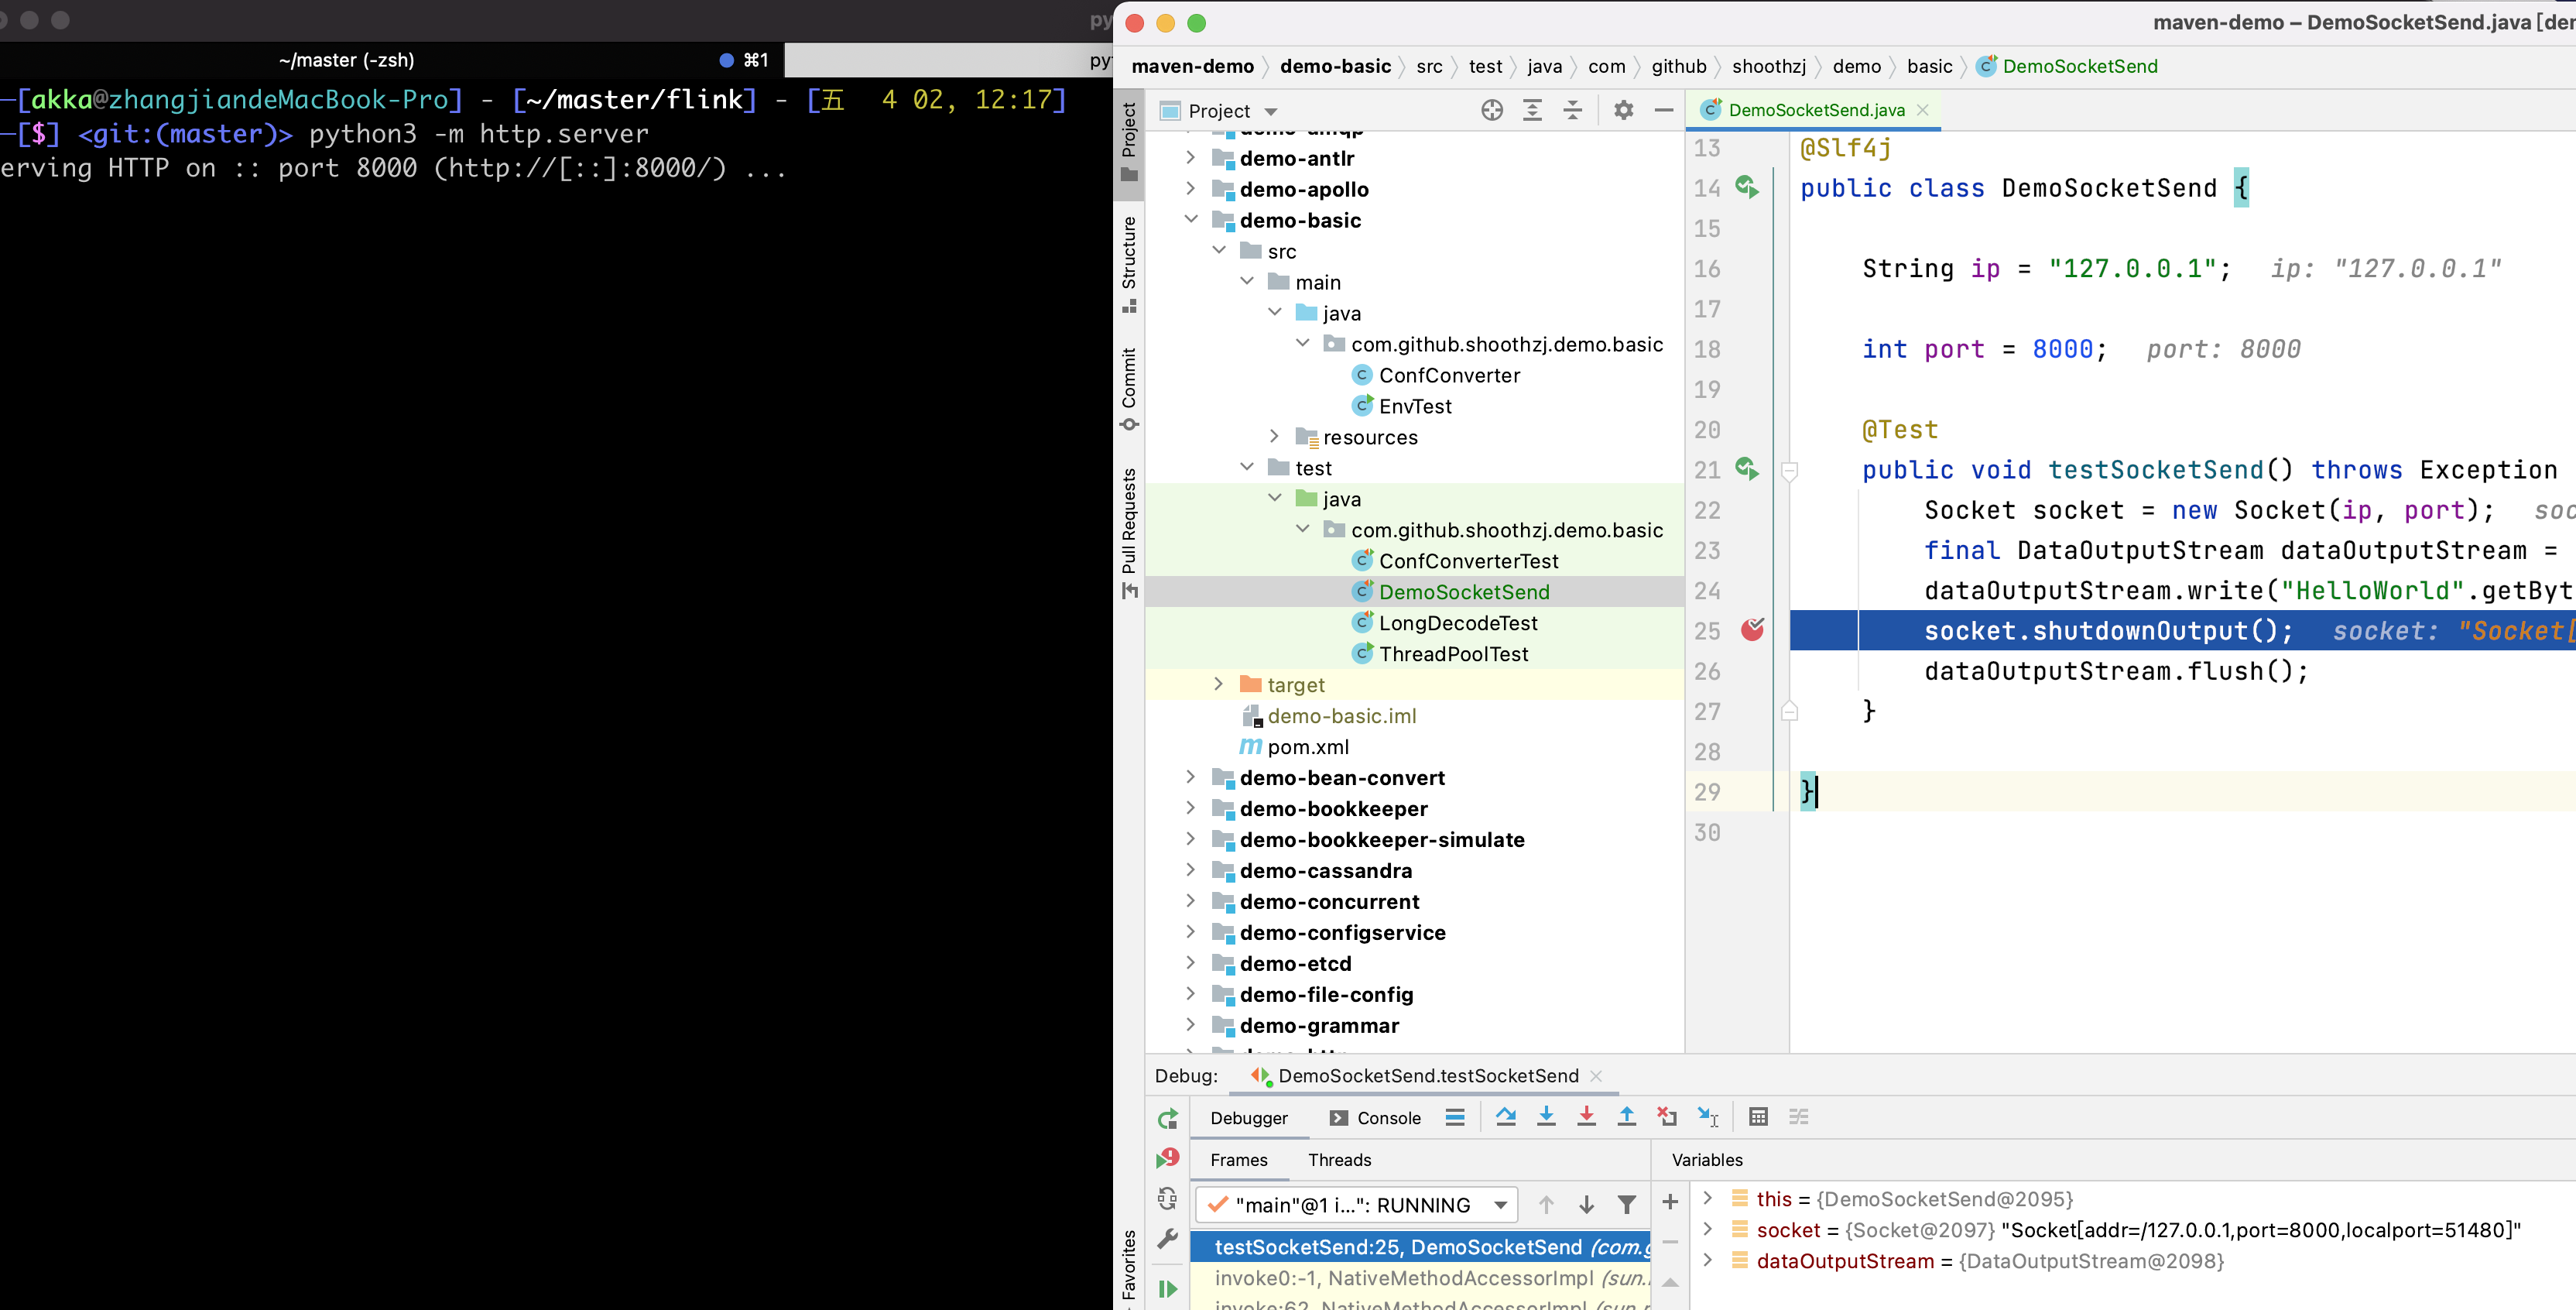 ~/master (-zsh)
⌘1
py
-[akka@zhangjiandeMacBook-Pro] - [~/master/flink] - [五  4 02, 12:17]
-[$] <git:(master)> python3 -m http.server
erving HTTP on :: port 8000 (http://[::]:8000/) ...
maven-demo – DemoSocketSend.java [der
maven-demo 〉 demo-basic 〉 src 〉 test 〉 java 〉 com 〉 github 〉 shoothzj 〉 demo 〉 basic 〉 DemoSocketSend
Project
Structure
Commit
Pull Requests
Favorites
Project
demo-amqp
demo-antlr
demo-apollo
demo-basic
src
main
java
com.github.shoothzj.demo.basic
ConfConverter
EnvTest
resources
test
java
com.github.shoothzj.demo.basic
ConfConverterTest
DemoSocketSend
LongDecodeTest
ThreadPoolTest
target
demo-basic.iml
pom.xml
demo-bean-convert
demo-bookkeeper
demo-bookkeeper-simulate
demo-cassandra
demo-concurrent
demo-configservice
demo-etcd
demo-file-config
demo-grammar
DemoSocketSend.java
13 @Slf4j
14 public class DemoSocketSend {
15
16 String ip = "127.0.0.1";  ip: "127.0.0.1"
17
18 int port = 8000;  port: 8000
19
20 @Test
21 public void testSocketSend() throws Exception
22 Socket socket = new Socket(ip, port);  soc
23 final DataOutputStream dataOutputStream =
24 dataOutputStream.write("HelloWorld".getByt
25 socket.shutdownOutput();  socket: "Socket[
26 dataOutputStream.flush();
27 }
28
29 }
30
Debug: DemoSocketSend.testSocketSend
Debugger Console
Frames Threads
"main"@1 i...": RUNNING
testSocketSend:25, DemoSocketSend (com.g
invoke0:-1, NativeMethodAccessorImpl (sun.
invoke:62, NativeMethodAccessorImpl (sun.r
Variables
this = {DemoSocketSend@2095}
socket = {Socket@2097} "Socket[addr=/127.0.0.1,port=8000,localport=51480]"
dataOutputStream = {DataOutputStream@2098}